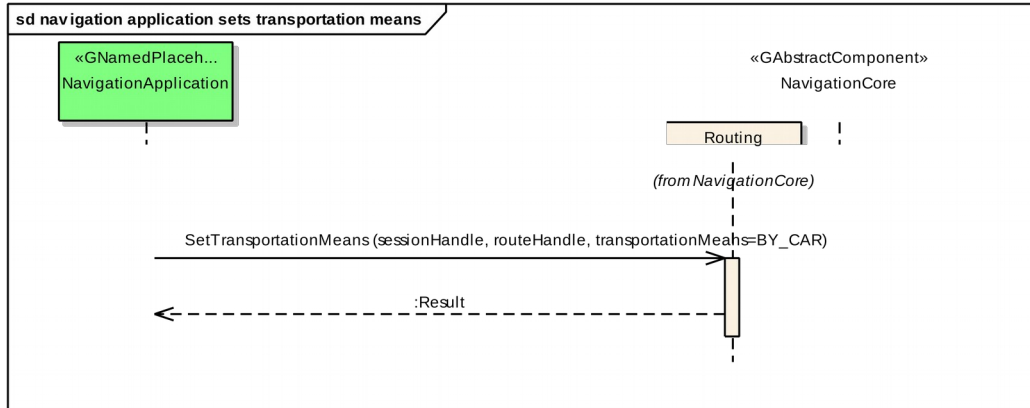 sd navigation application sets transportation means
«GNamedPlaceh...
NavigationApplication
«GAbstractComponent»
NavigationCore
Routing
(from NavigationCore)
SetTransportationMeans (sessionHandle, routeHandle, transportationMeans=BY_CAR)
:Result